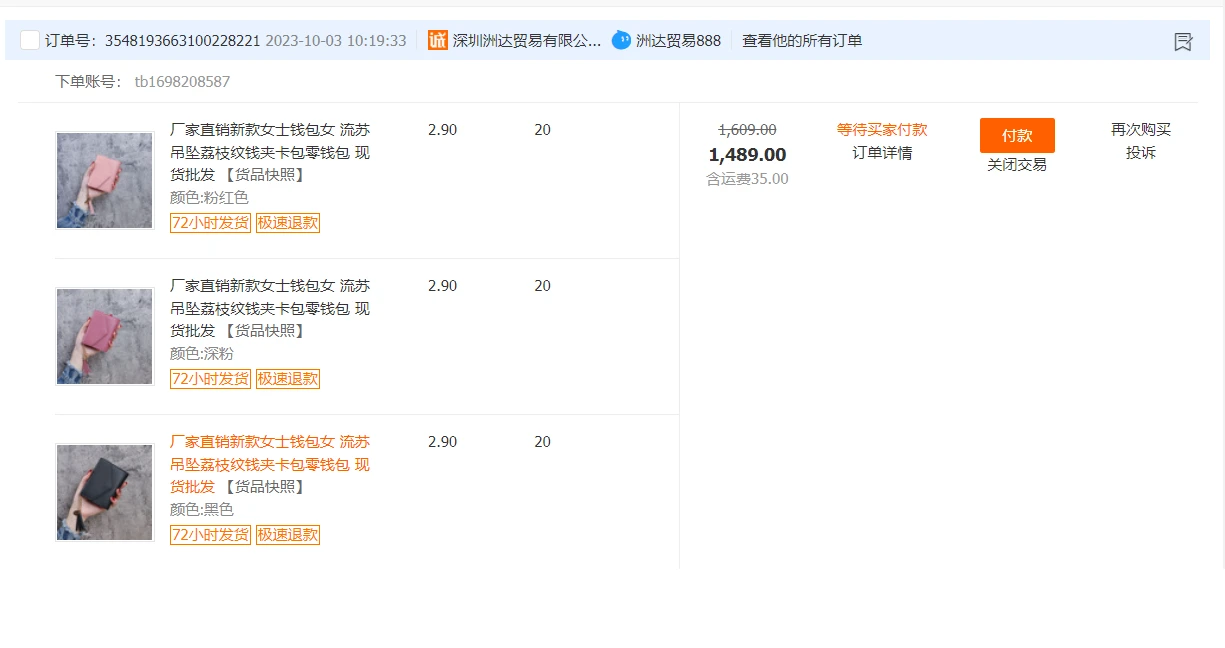 订单号：3548193663100228221 2023-10-03 10:19:33 诚 深圳洲达贸易有限公... 洲达贸易888 查看他的所有订单
下单账号： tb1698208587
厂家直销新款女士钱包女 流苏 2.90 20 1,609.00 等待买家付款 付款 再次购买
吊坠荔枝纹钱夹卡包零钱包 现 1,489.00 订单详情 关闭交易 投诉
货批发 【货品快照】 含运费35.00
颜色:粉红色
72小时发货 极速退款
厂家直销新款女士钱包女 流苏 2.90 20
吊坠荔枝纹钱夹卡包零钱包 现
货批发 【货品快照】
颜色:深粉
72小时发货 极速退款
厂家直销新款女士钱包女 流苏 2.90 20
吊坠荔枝纹钱夹卡包零钱包 现
货批发 【货品快照】
颜色:黑色
72小时发货 极速退款